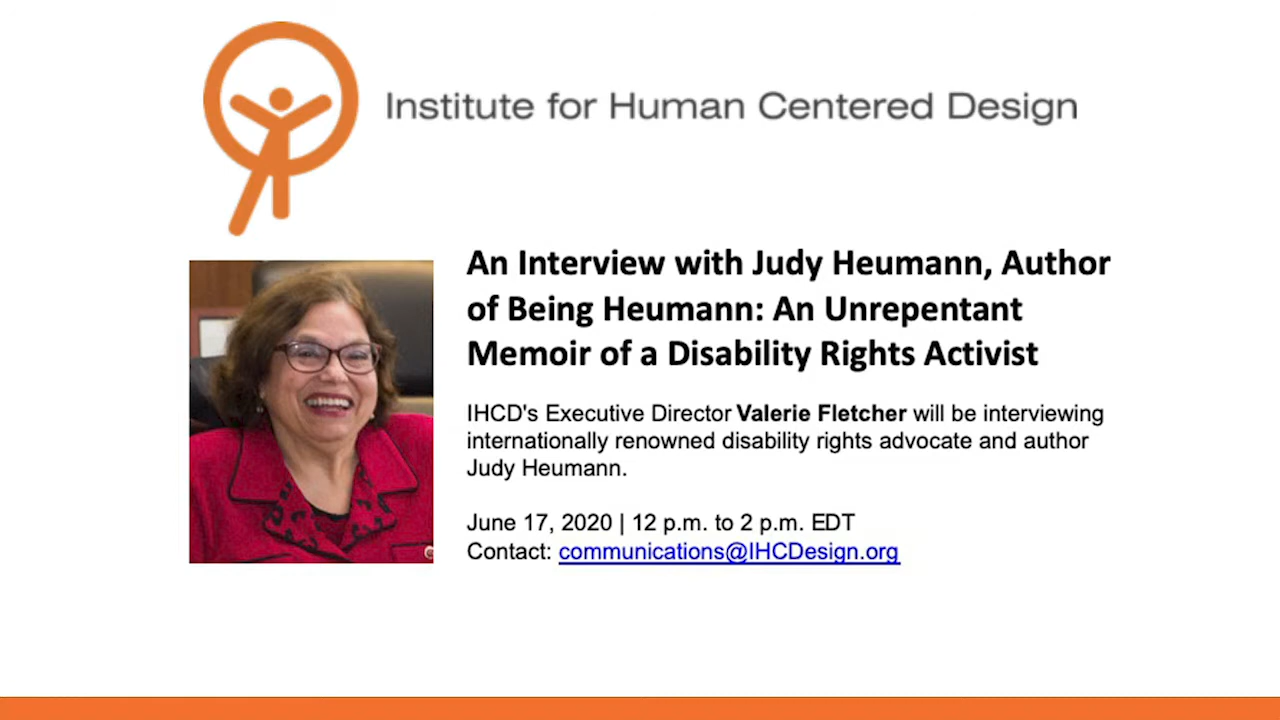 Institute for Human Centered Design
An Interview with Judy Heumann, Author
of Being Heumann: An Unrepentant
Memoir of a Disability Rights Activist
IHCD's Executive Director Valerie Fletcher will be interviewing
internationally renowned disability rights advocate and author
Judy Heumann.
June 17, 2020 | 12 p.m. to 2 p.m. EDT
Contact: communications@IHCDesign.org